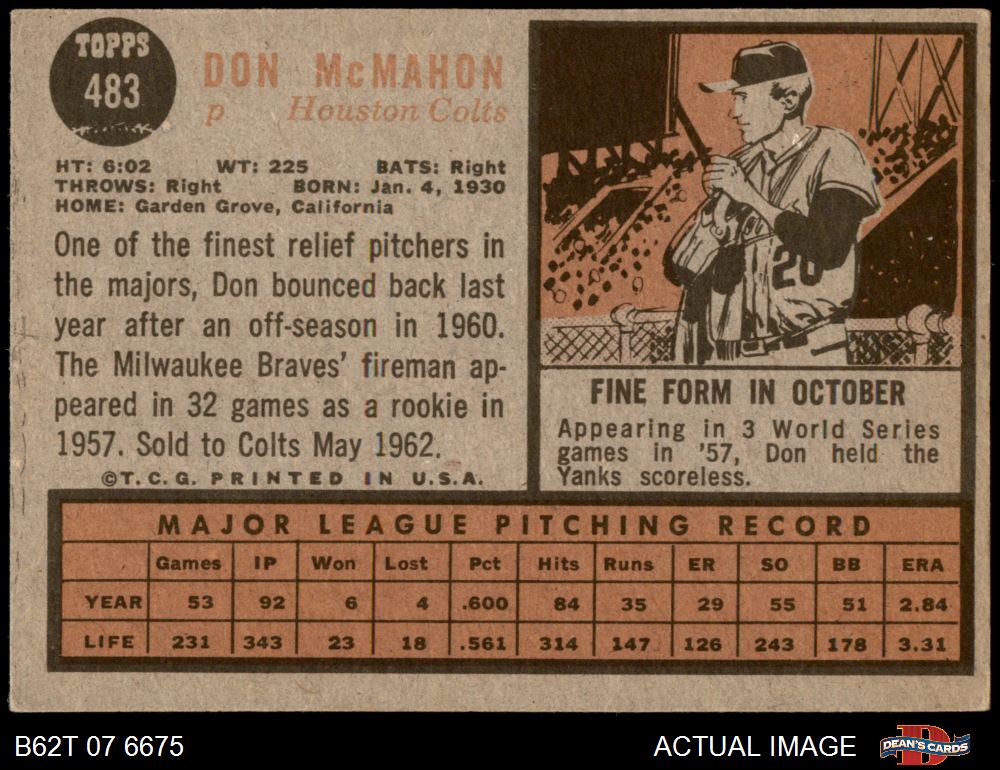 TOPPS
483
DON McMAHON
p Houston Colts
HT: 6:02 WT: 225 BATS: Right
THROWS: Right BORN: Jan. 4, 1930
HOME: Garden Grove, California
One of the finest relief pitchers in
the majors, Don bounced back last
year after an off-season in 1960.
The Milwaukee Braves' fireman ap-
peared in 32 games as a rookie in
1957. Sold to Colts May 1962.
©T.C.G. PRINTED IN U.S.A.
20
FINE FORM IN OCTOBER
Appearing in 3 World Series
games in '57, Don held the
Yanks scoreless.
MAJOR LEAGUE PITCHING RECORD
Games IP Won Lost Pct Hits Runs ER SO BB ERA
YEAR 53 92 6 4 .600 84 35 29 55 51 2.84
LIFE 231 343 23 18 .561 314 147 126 243 178 3.31
B62T 07 6675
ACTUAL IMAGE
D
DEAN'S CARDS